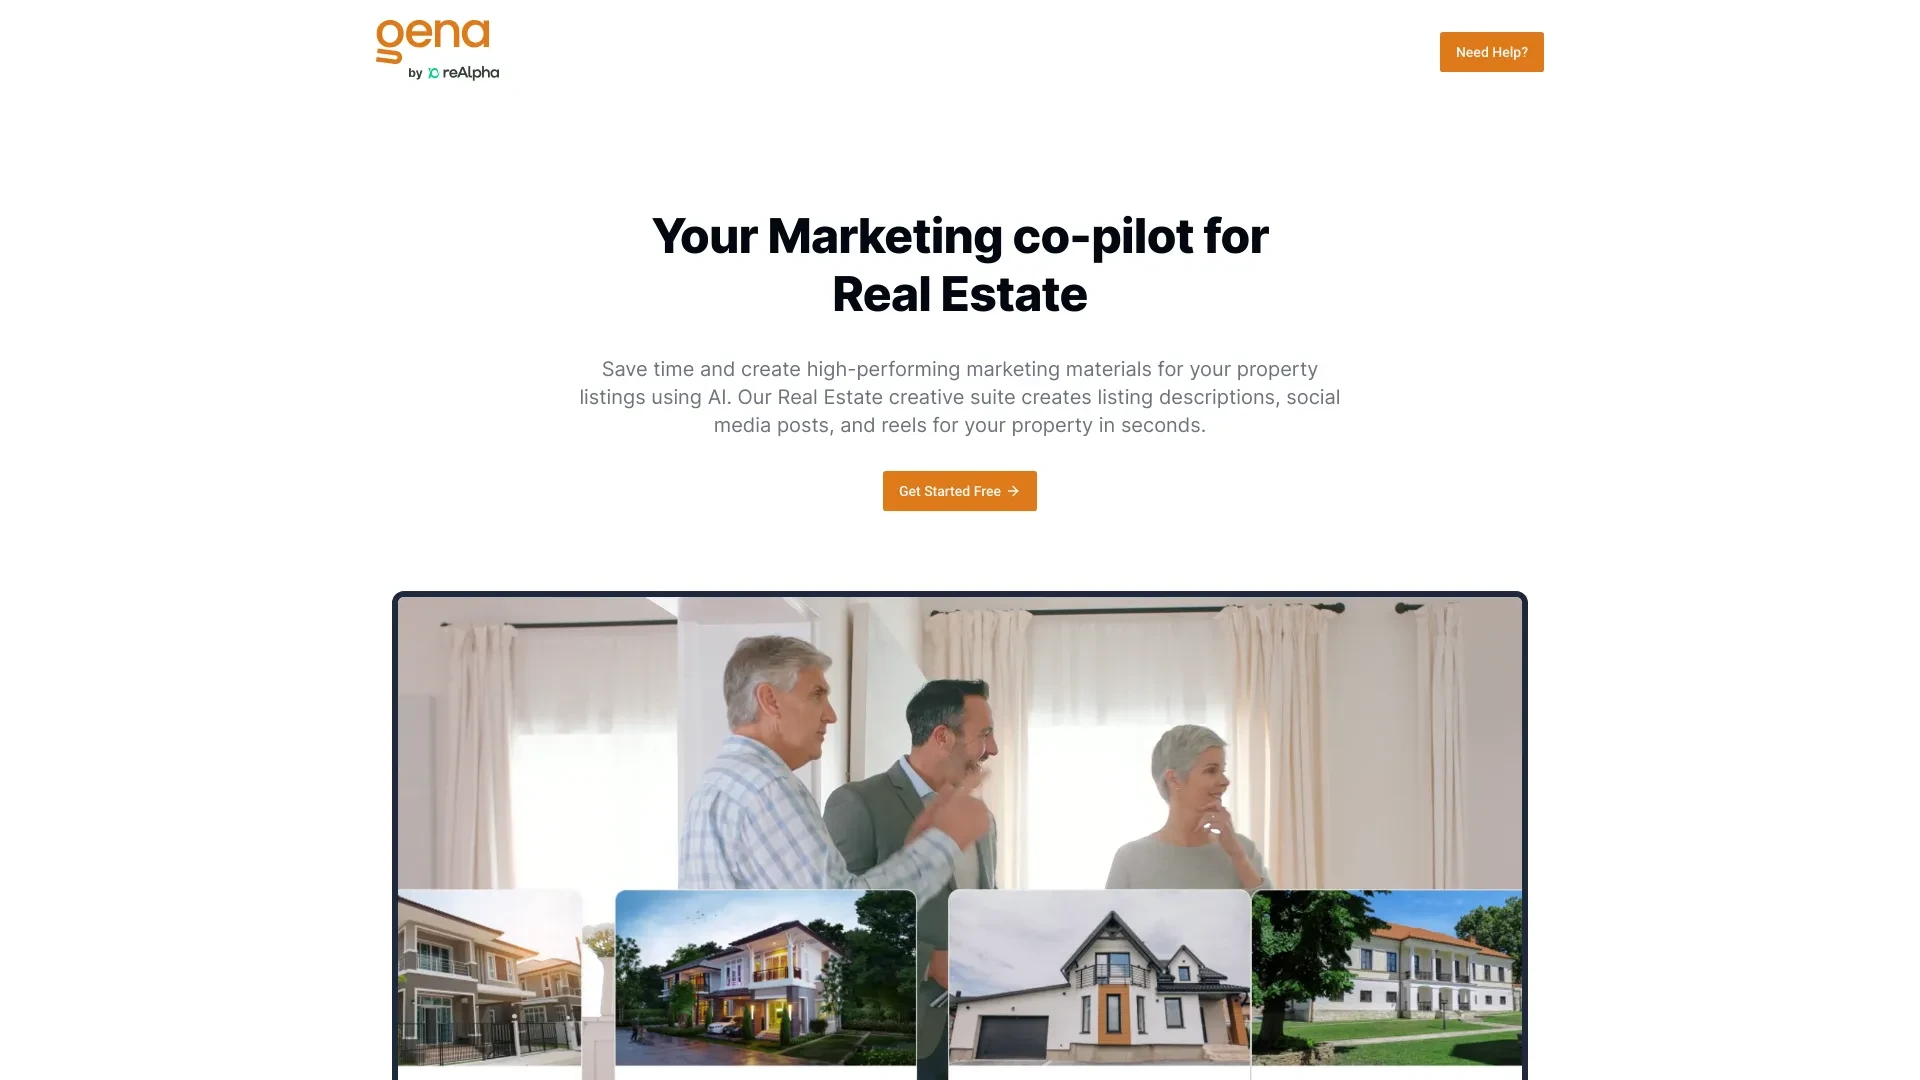 gena
by reAlpha
Need Help?
Your Marketing co-pilot for
Real Estate
Save time and create high-performing marketing materials for your property
listings using AI. Our Real Estate creative suite creates listing descriptions, social
media posts, and reels for your property in seconds.
Get Started Free →